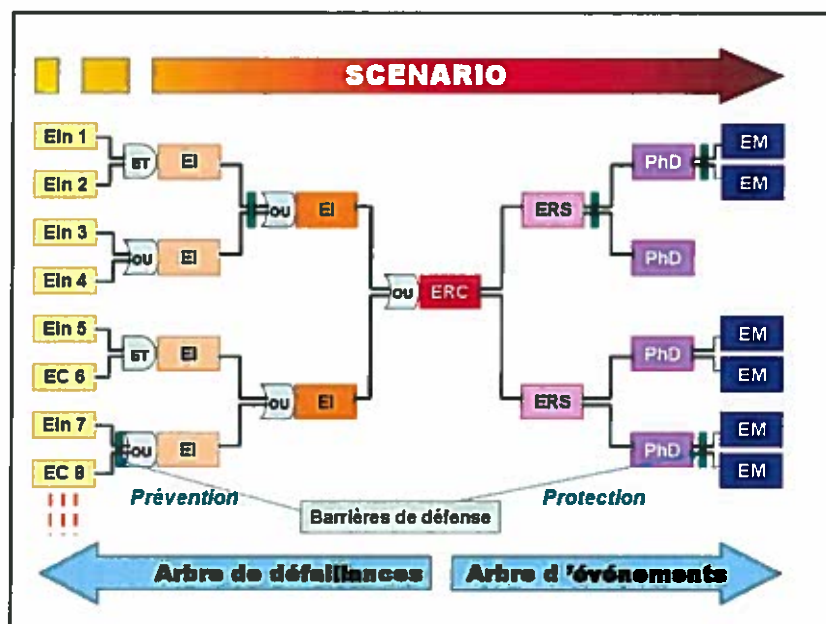 SCENARIO
EIn 1
EIn 2
ET
EI
EIn 3
EIn 4
OU
EI
OU
EI
EIn 5
EC 6
ET
EI
EIn 7
EC 8
OU
EI
OU
EI
OU
ERC
ERS
PhD
EM
EM
PhD
ERS
PhD
EM
EM
PhD
EM
EM
Prévention
Protection
Barrières de défense
Arbre de défaillances
Arbre d 'événements